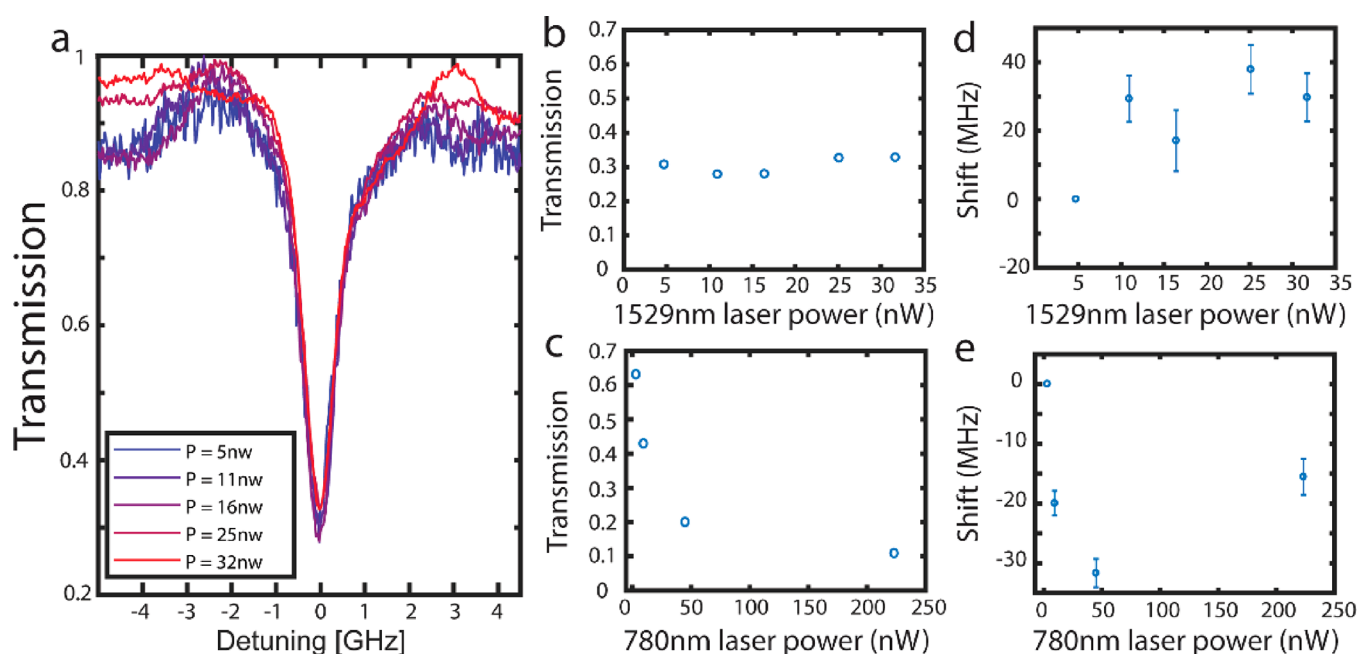 a
Transmission
1
0.8
0.6
0.4
0.2
-4 -3 -2 -1 0 1 2 3 4
Detuning [GHz]
P = 5nw
P = 11nw
P = 16nw
P = 25nw
P = 32nw
b
Transmission
0.7
0.6
0.5
0.4
0.3
0.2
0.1
0
0 5 10 15 20 25 30 35
1529nm laser power (nW)
c
Transmission
0.7
0.6
0.5
0.4
0.3
0.2
0.1
0
0 50 100 150 200 250
780nm laser power (nW)
d
Shift (MHz)
40
20
0
-20
5 10 15 20 25 30 35
1529nm laser power (nW)
e
Shift (MHz)
0
-10
-20
-30
0 50 100 150 200 250
780nm laser power (nW)